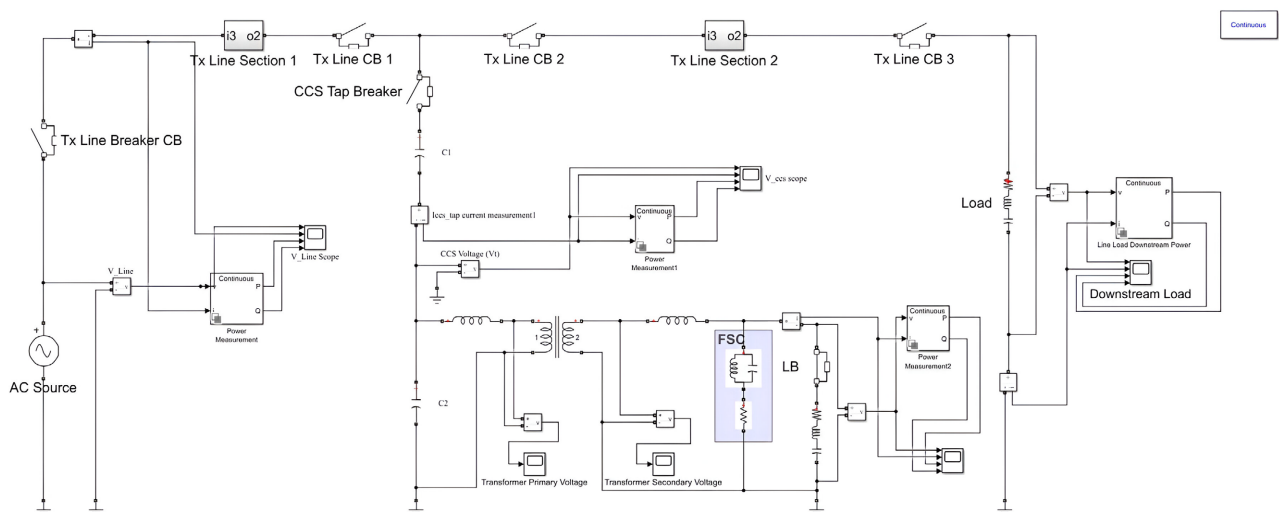 Continuous
i3 o2
i3 o2
Tx Line Section 1
Tx Line CB 1
Tx Line CB 2
Tx Line Section 2
Tx Line CB 3
CCS Tap Breaker
Tx Line Breaker CB
C1
V_ccs scope
Continuous
v P
i Q
Power
Measurement1
Iccs_tap current measurement1
Load
Continuous
v P
i Q
Line Load Downstream Power
V_Line Scope
CCS Voltage (Vt)
V_Line
Continuous
P
i Q
Power
Measurement
Downstream Load
+
AC Source
1
2
FSC
LB
Continuous
v P
i Q
Power
Measurement2
C2
Transformer Primary Voltage
Transformer Secondary Voltage